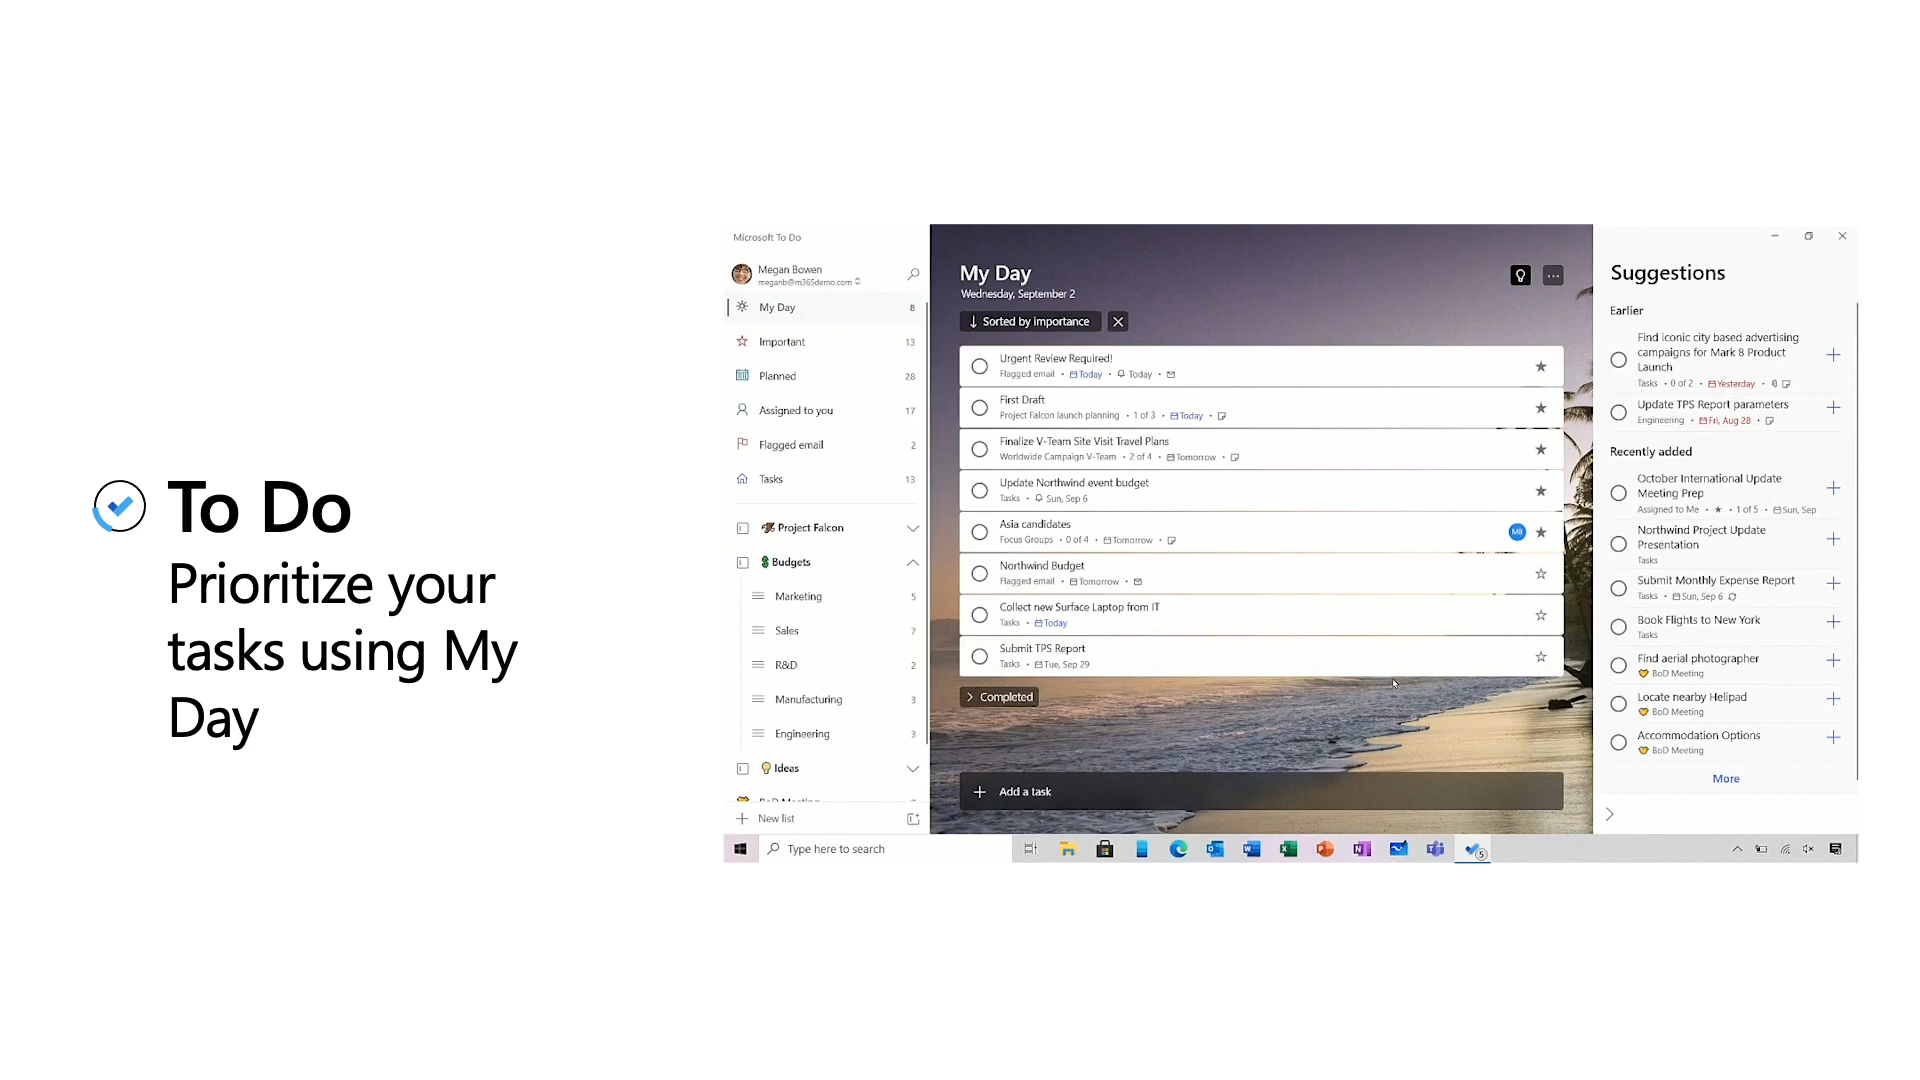 To Do
Prioritize your
tasks using My
Day
Microsoft To Do
Megan Bowen
meganb@m365demo.com
My Day 8
Important 13
Planned 28
Assigned to you 17
Flagged email 2
Tasks 13
Project Falcon
Budgets
Marketing 5
Sales 7
R&D 2
Manufacturing 3
Engineering 3
Ideas
BoD Meeting
New list
My Day
Wednesday, September 2
Sorted by importance
Urgent Review Required!
Flagged email • Today • Today •
First Draft
Project Falcon launch planning • 1 of 3 • Today •
Finalize V-Team Site Visit Travel Plans
Worldwide Campaign V-Team • 2 of 4 • Tomorrow •
Update Northwind event budget
Tasks • Sun, Sep 6
Asia candidates
Focus Groups • 0 of 4 • Tomorrow •
MB
Northwind Budget
Flagged email • Tomorrow •
Collect new Surface Laptop from IT
Tasks • Today
Submit TPS Report
Tasks • Tue, Sep 29
Completed
Add a task
Suggestions
Earlier
Find iconic city based advertising
campaigns for Mark 8 Product
Launch
Tasks • 0 of 2 • Yesterday •
Update TPS Report parameters
Engineering • Fri, Aug 28 •
Recently added
October International Update
Meeting Prep
Assigned to Me • ★ • 1 of 5 • Sun, Sep
Northwind Project Update
Presentation
Tasks
Submit Monthly Expense Report
Tasks • Sun, Sep 6
Book Flights to New York
Tasks
Find aerial photographer
BoD Meeting
Locate nearby Helipad
BoD Meeting
Accommodation Options
BoD Meeting
More
Type here to search
5